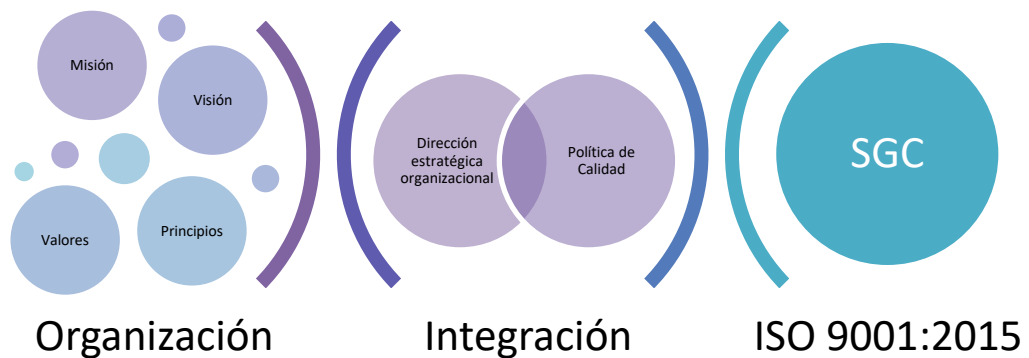 Misión
Visión
Valores
Principios
Dirección
estratégica
organizacional
Política de
Calidad
SGC
Organización
Integración
ISO 9001:2015